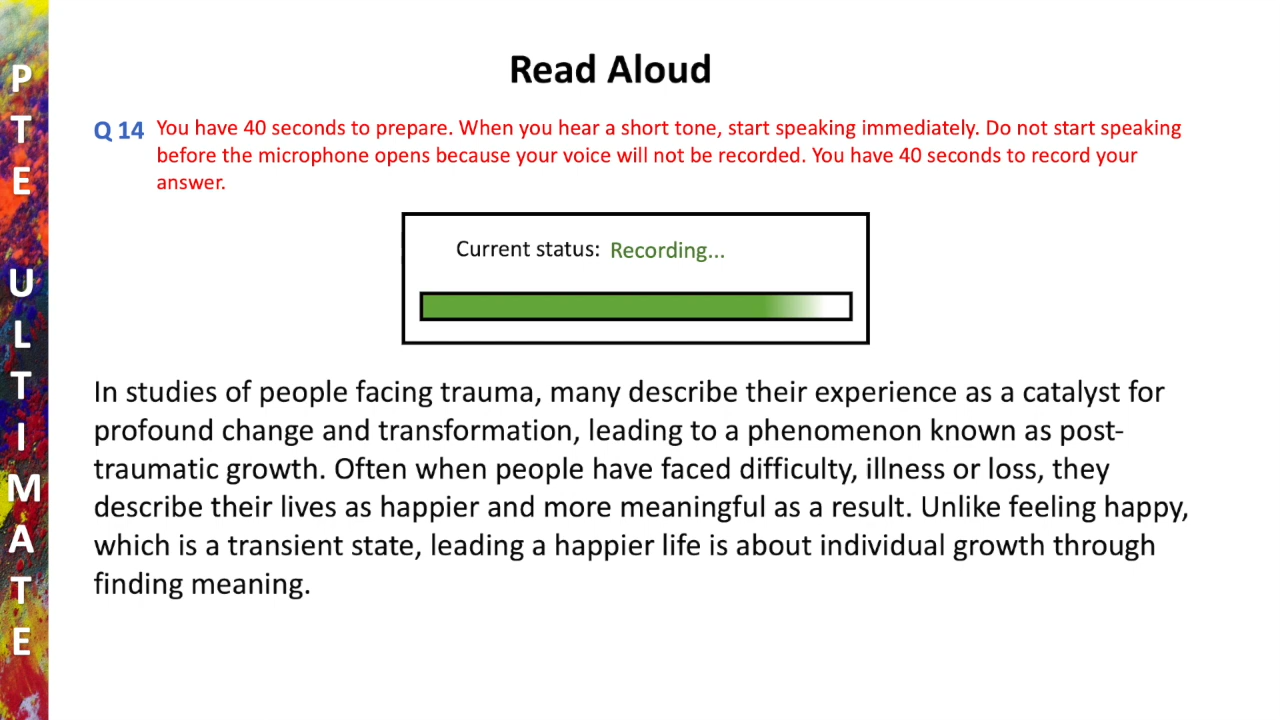 PTE ULTIMATE
Read Aloud
Q 14 You have 40 seconds to prepare. When you hear a short tone, start speaking immediately. Do not start speaking
before the microphone opens because your voice will not be recorded. You have 40 seconds to record your
answer.
Current status: Recording...
In studies of people facing trauma, many describe their experience as a catalyst for
profound change and transformation, leading to a phenomenon known as post-
traumatic growth. Often when people have faced difficulty, illness or loss, they
describe their lives as happier and more meaningful as a result. Unlike feeling happy,
which is a transient state, leading a happier life is about individual growth through
finding meaning.